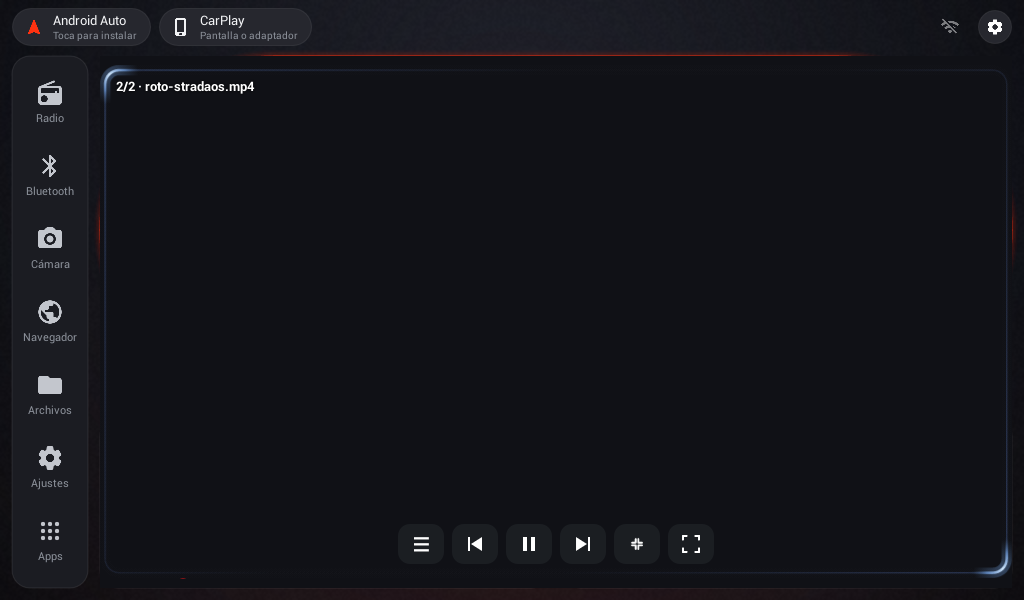 Android Auto
Toca para instalar
CarPlay
Pantalla o adaptador
2/2 · roto-stradaos.mp4
Radio
Bluetooth
Cámara
Navegador
Archivos
Ajustes
Apps